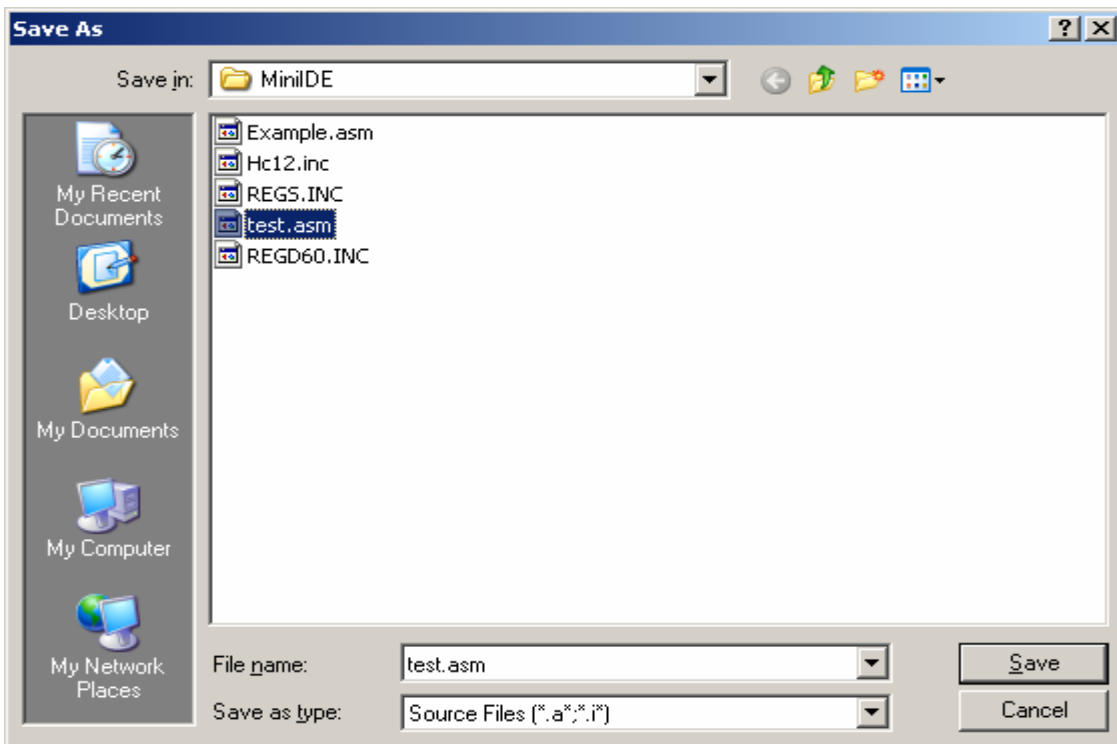 Save As
Save in:
MiniIDE
My Recent
Documents
Desktop
My Documents
My Computer
My Network
Places
Example.asm
Hc12.inc
REGS.INC
test.asm
REGD60.INC
File name:
test.asm
Save
Save as type:
Source Files (*.a*;*.i*)
Cancel